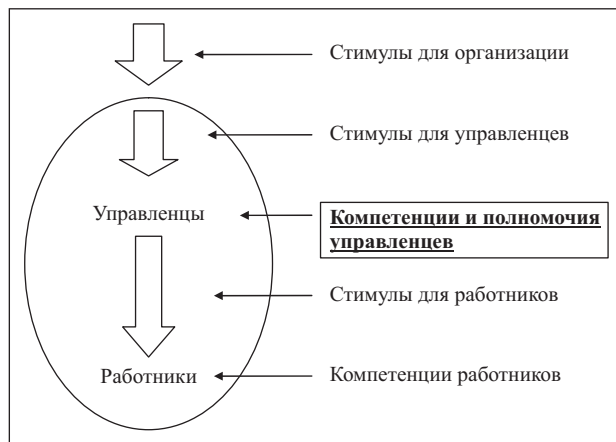 Стимулы для организации
Стимулы для управленцев
Управленцы
Компетенции и полномочия
управленцев
Стимулы для работников
Работники
Компетенции работников